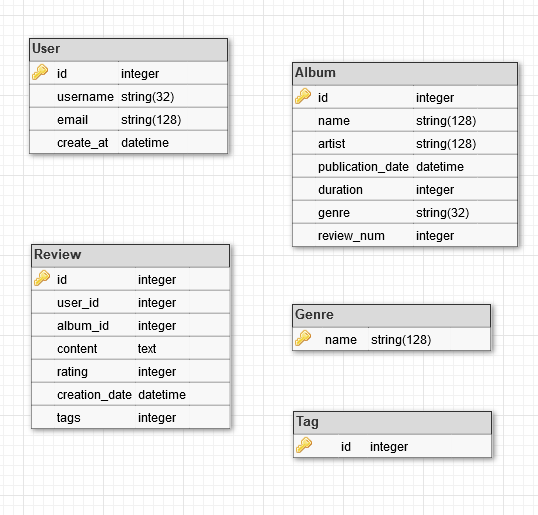 User
id integer
username string(32)
email string(128)
create_at datetime
Album
id integer
name string(128)
artist string(128)
publication_date datetime
duration integer
genre string(32)
review_num integer
Review
id integer
user_id integer
album_id integer
content text
rating integer
creation_date datetime
tags integer
Genre
name string(128)
Tag
id integer